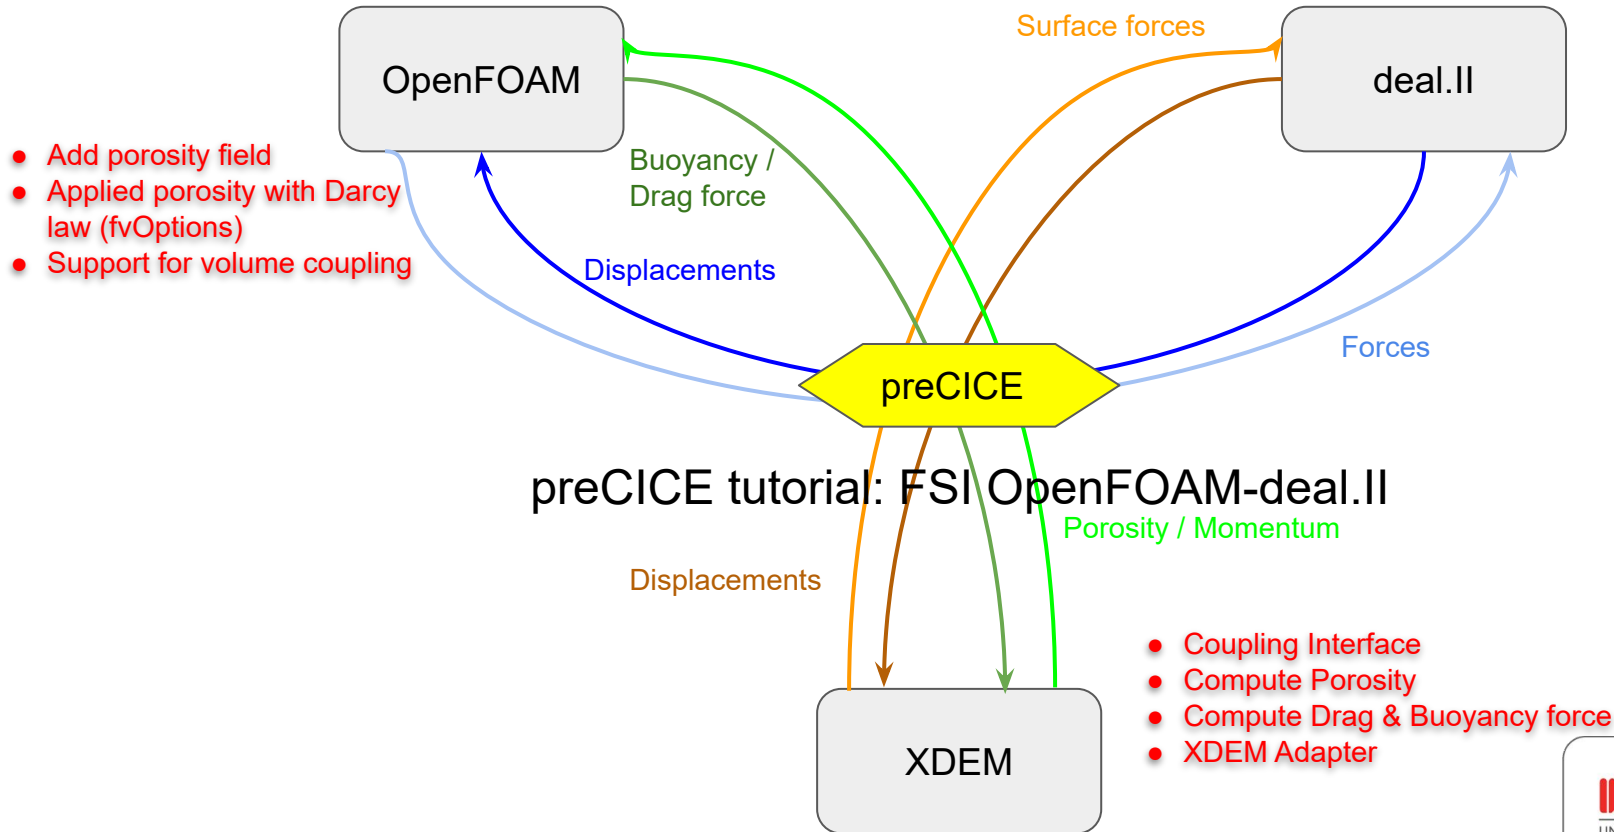 Surface forces
OpenFOAM
deal.II
● Add porosity field
● Applied porosity with Darcy
law (fvOptions)
● Support for volume coupling
Buoyancy /
Drag force
Displacements
Forces
preCICE
preCICE tutorial: FSI OpenFOAM-deal.II
Porosity / Momentum
Displacements
● Coupling Interface
● Compute Porosity
● Compute Drag & Buoyancy force
● XDEM Adapter
XDEM